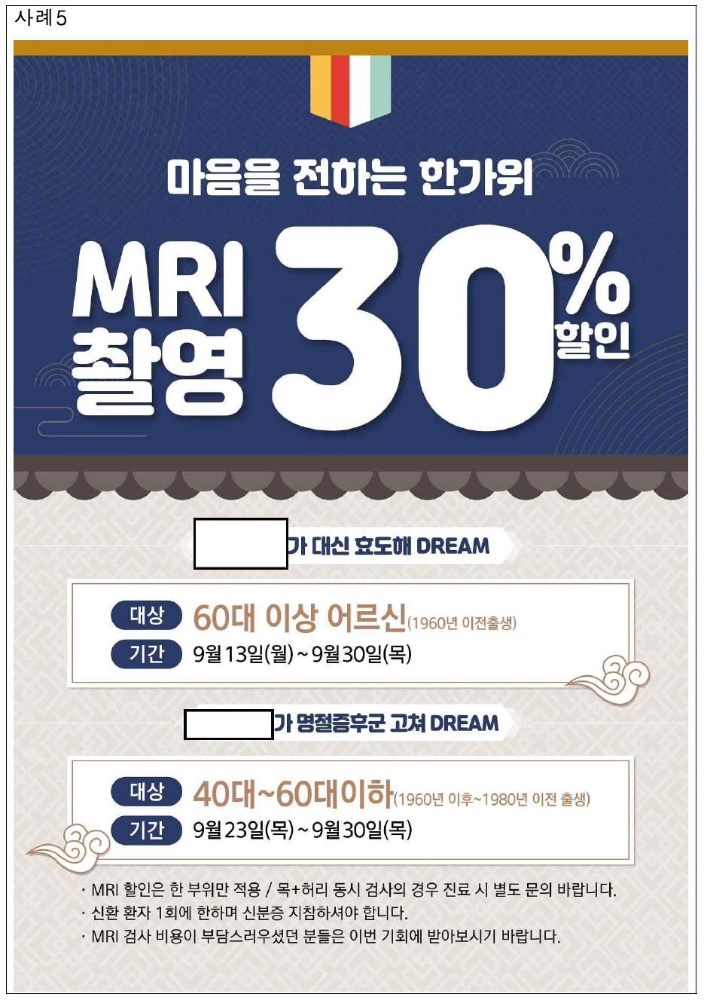 사례5
마음을 전하는 한가위
MRI
촬영
30%
할인
가 대신 효도해 DREAM
대상 60대 이상 어르신(1960년 이전출생)
기간 9월 13일(월) ~ 9월 30일(목)
가 명절증후군 고쳐 DREAM
대상 40대~60대이하(1960년 이후~1980년 이전 출생)
기간 9월 23일(목) ~ 9월 30일(목)
· MRI 할인은 한 부위만 적용 / 목+허리 동시 검사의 경우 진료 시 별도 문의 바랍니다.
· 신환 환자 1회에 한하며 신분증 지참하셔야 합니다.
· MRI 검사 비용이 부담스러우셨던 분들은 이번 기회에 받아보시기 바랍니다.